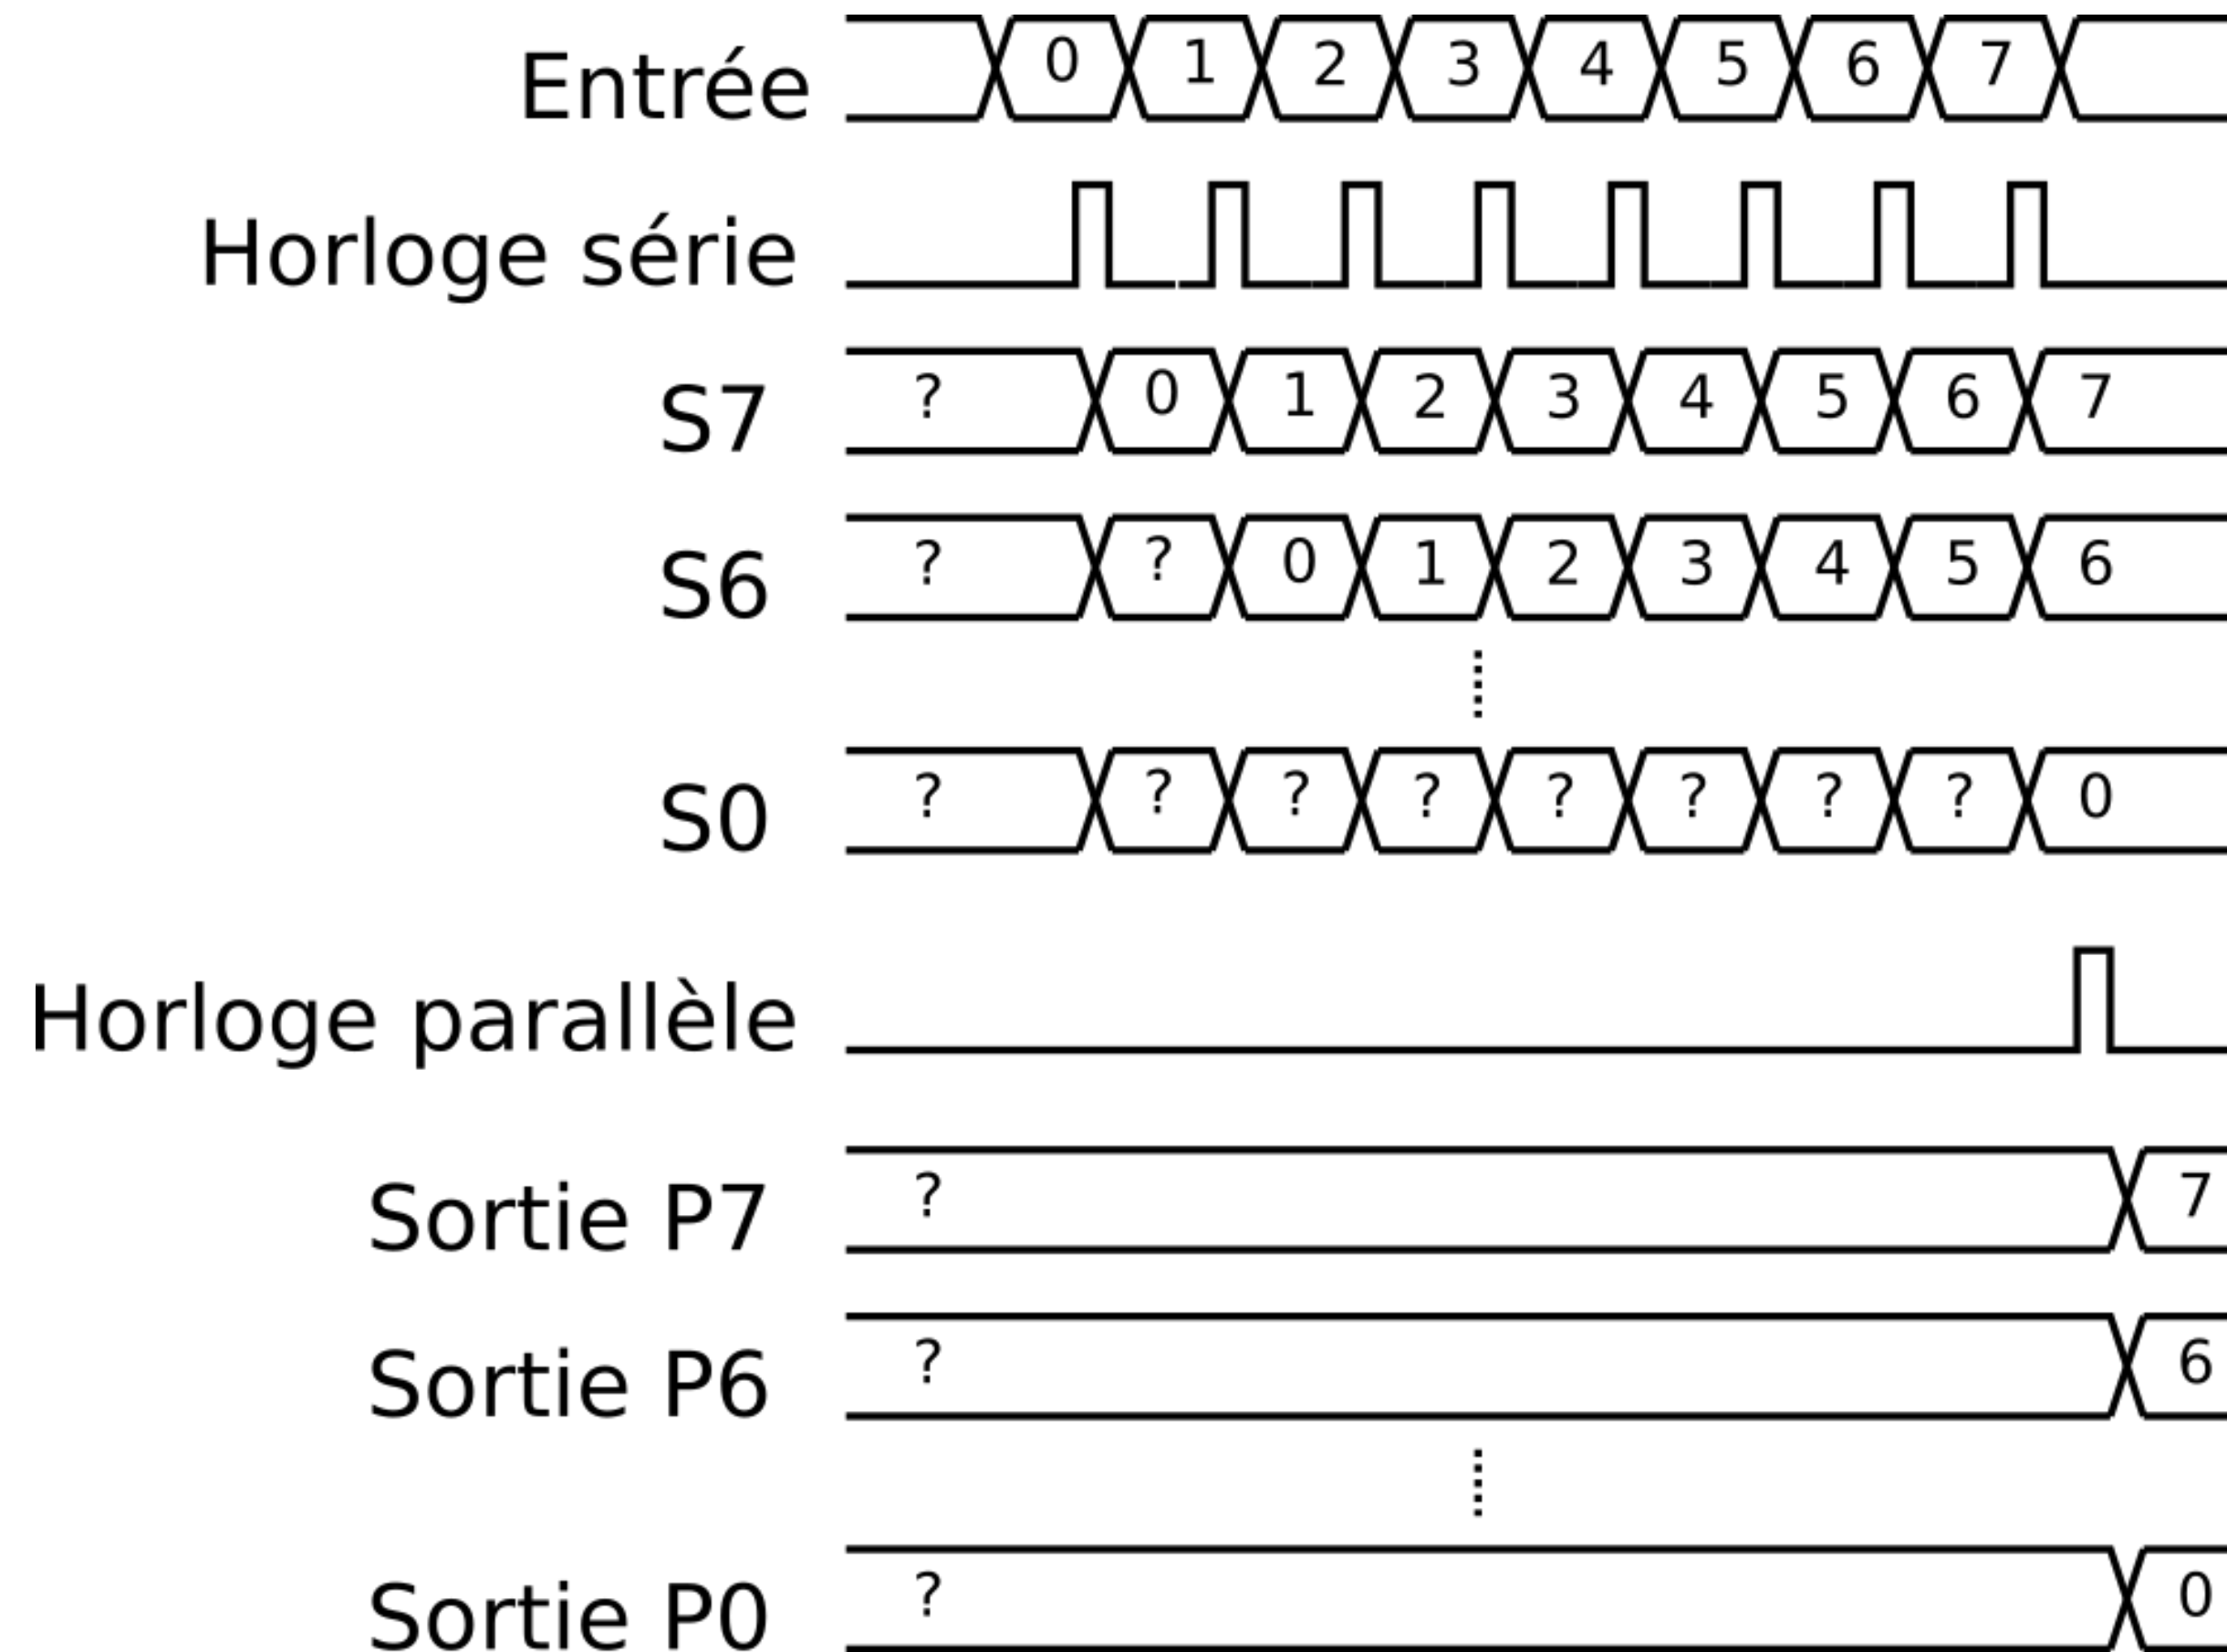 Entrée 0 1 2 3 4 5 6 7
Horloge série
S7 ? 0 1 2 3 4 5 6 7
S6 ? ? 0 1 2 3 4 5 6
S0 ? ? ? ? ? ? ? ? 0
Horloge parallèle
Sortie P7 ? 7
Sortie P6 ? 6
Sortie P0 ? 0